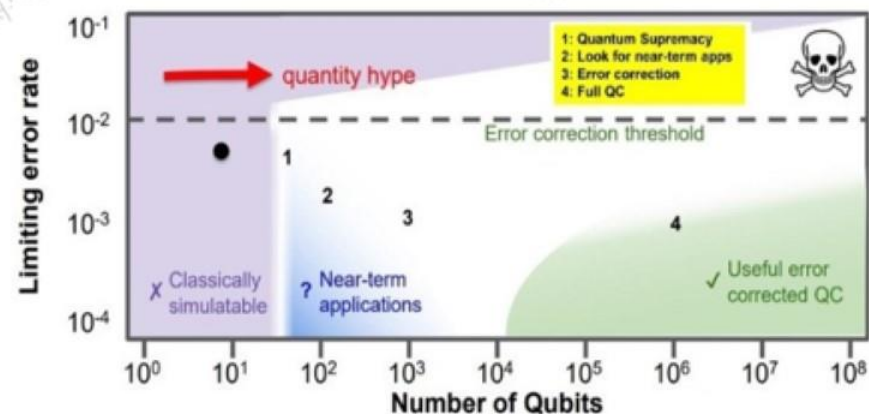 10⁻¹
10⁻²
10⁻³
10⁻⁴
Limiting error rate
quantity hype
1: Quantum Supremacy
2: Look for near-term apps
3: Error correction
4: Full QC
Error correction threshold
1
2
3
4
✗ Classically
simulatable
? Near-term
applications
✓ Useful error
corrected QC
10⁰ 10¹ 10² 10³ 10⁴ 10⁵ 10⁶ 10⁷ 10⁸
Number of Qubits